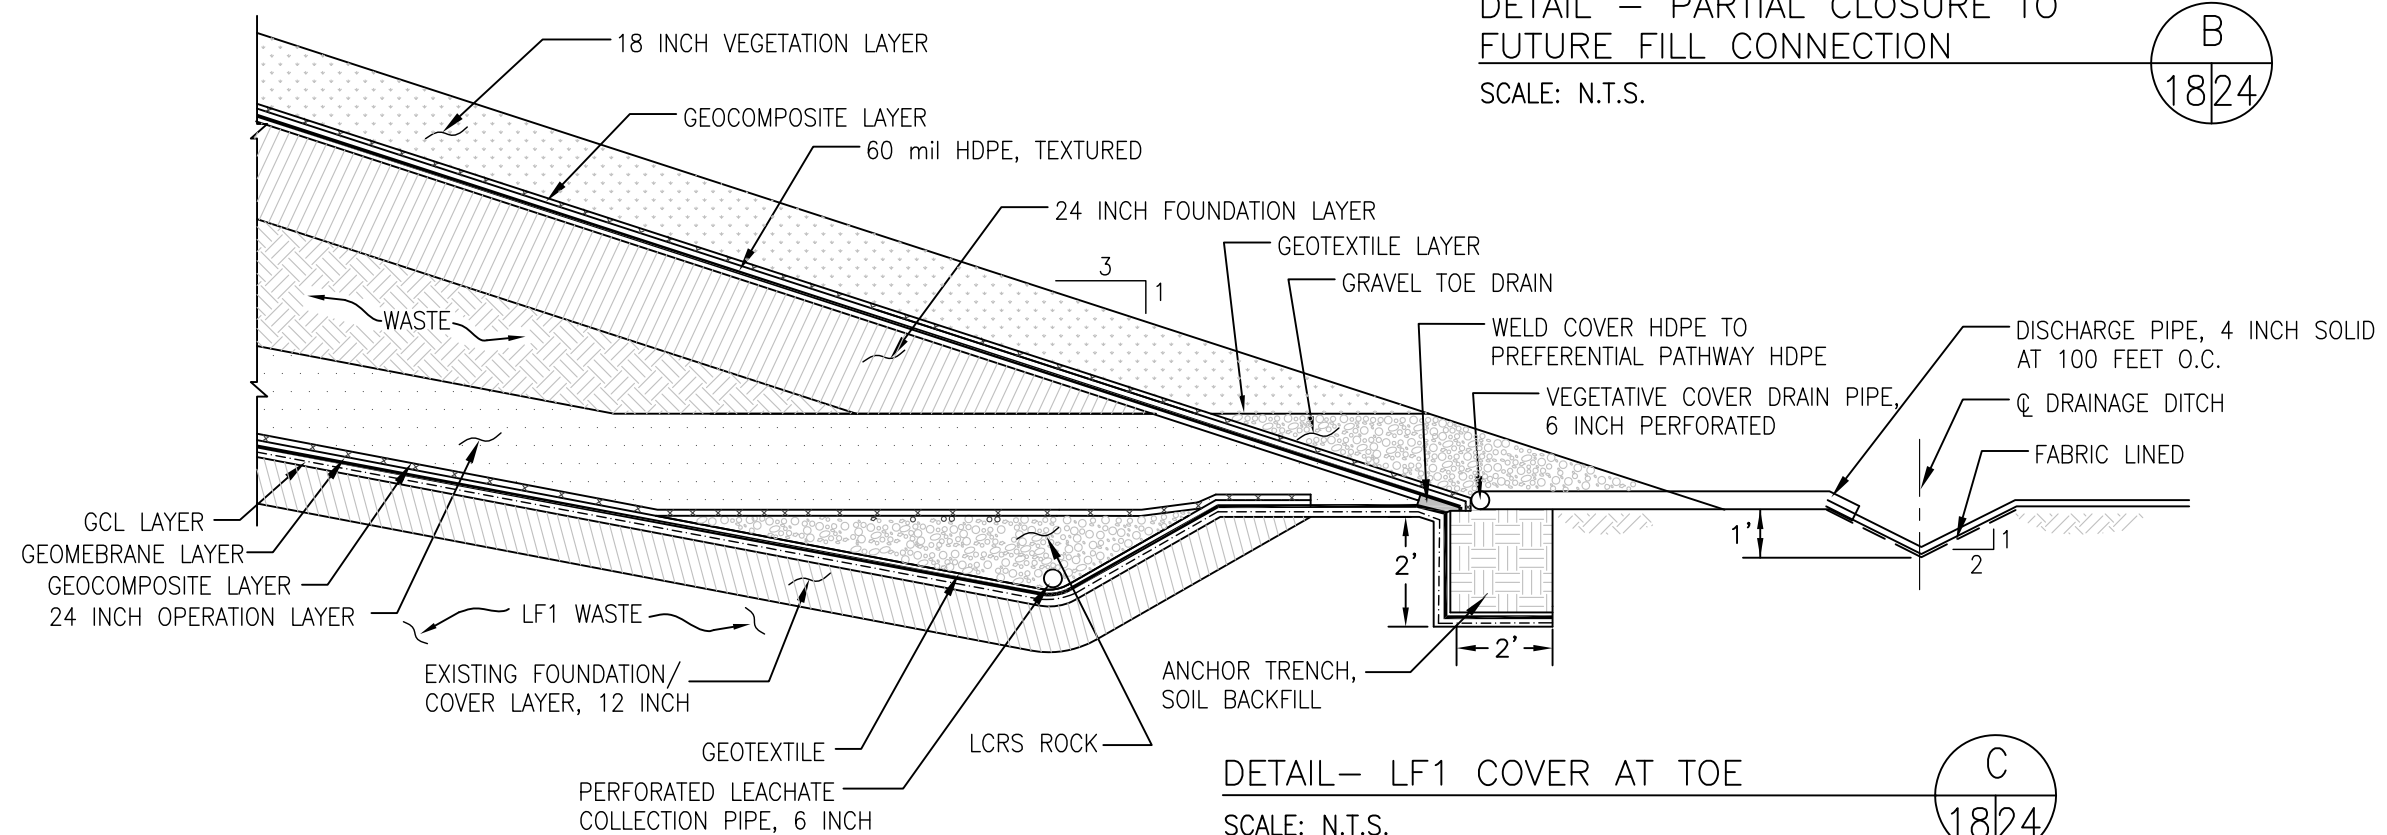 DETAIL – PARTIAL CLOSURE TO
FUTURE FILL CONNECTION
SCALE: N.T.S.
B
18 24
18 INCH VEGETATION LAYER
GEOCOMPOSITE LAYER
60 mil HDPE, TEXTURED
24 INCH FOUNDATION LAYER
GEOTEXTILE LAYER
GRAVEL TOE DRAIN
3
1
WELD COVER HDPE TO
PREFERENTIAL PATHWAY HDPE
VEGETATIVE COVER DRAIN PIPE,
6 INCH PERFORATED
DISCHARGE PIPE, 4 INCH SOLID
AT 100 FEET O.C.
℄ DRAINAGE DITCH
FABRIC LINED
WASTE
GCL LAYER
GEOMEBRANE LAYER
GEOCOMPOSITE LAYER
24 INCH OPERATION LAYER
LF1 WASTE
EXISTING FOUNDATION/
COVER LAYER, 12 INCH
GEOTEXTILE
PERFORATED LEACHATE
COLLECTION PIPE, 6 INCH
LCRS ROCK
ANCHOR TRENCH,
SOIL BACKFILL
2'
2'
1'
1
2
DETAIL– LF1 COVER AT TOE
SCALE: N.T.S.
C
18 24